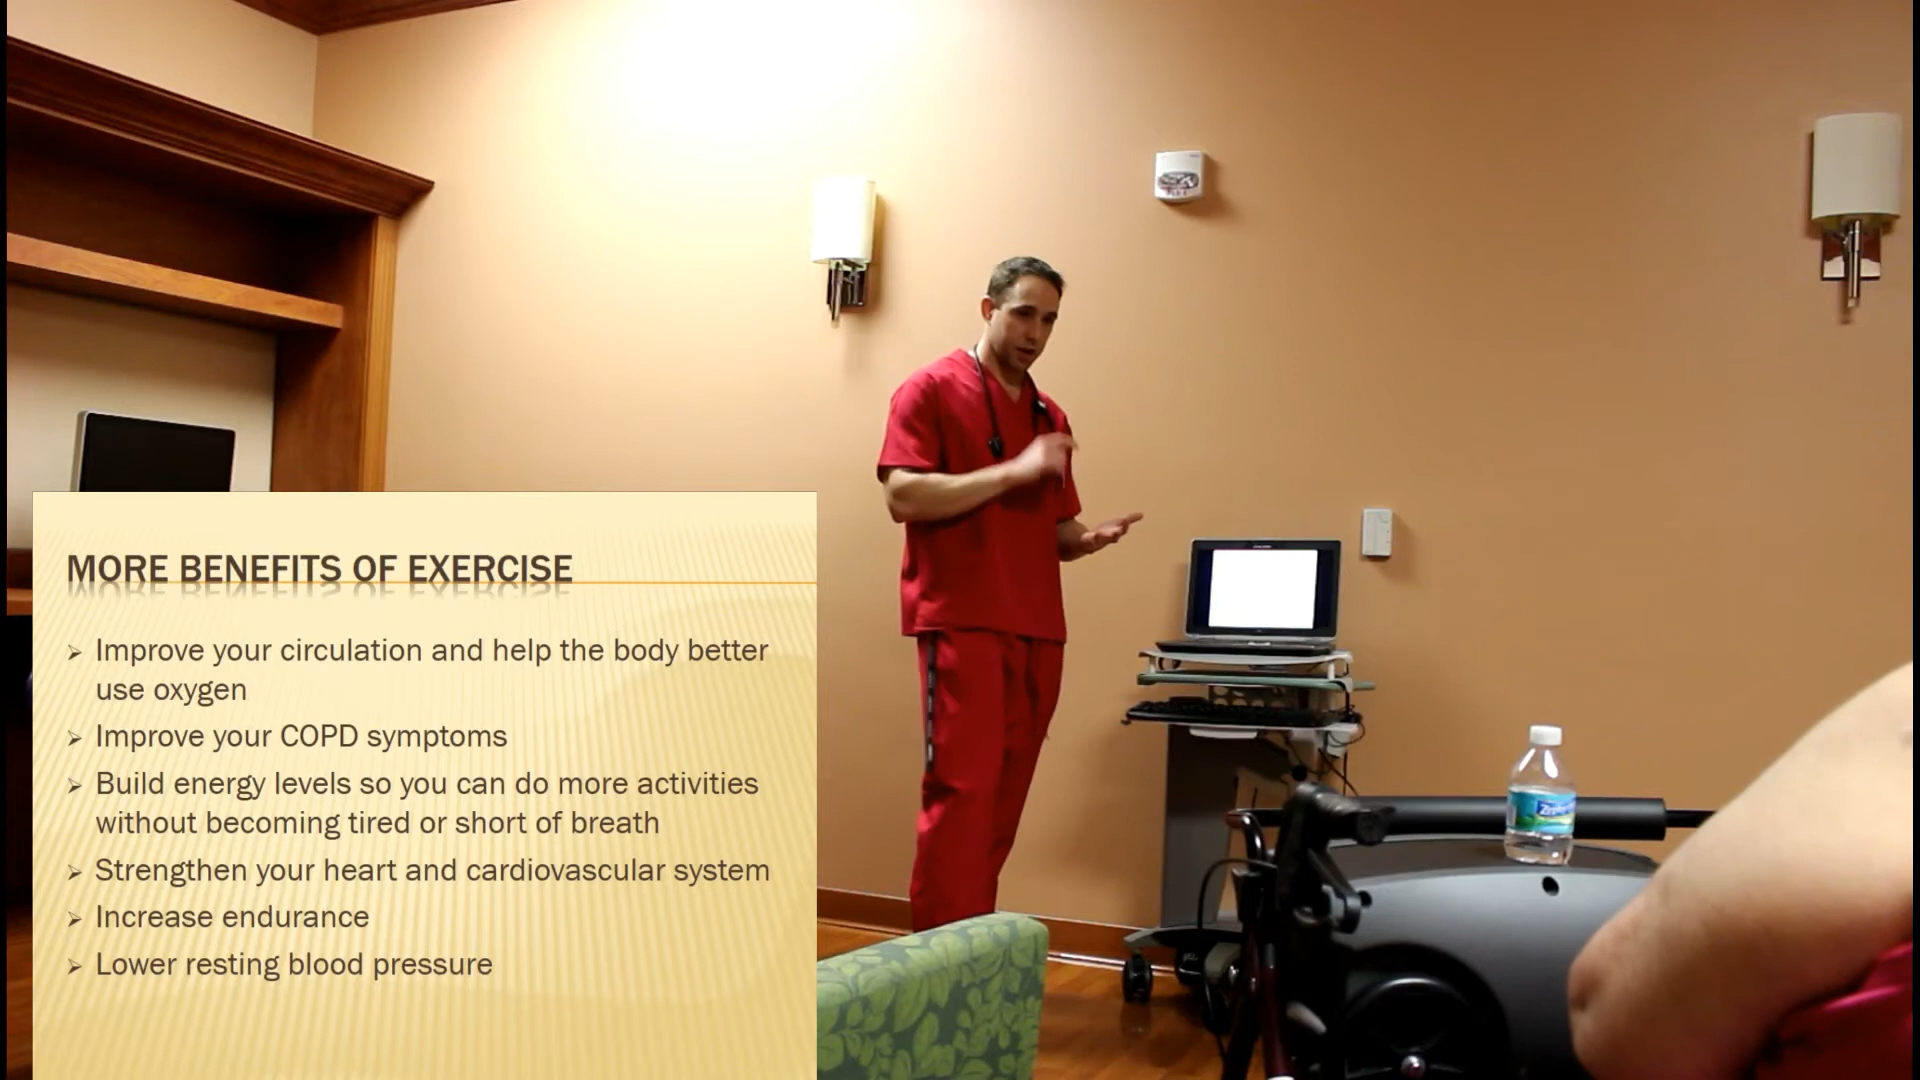 MORE BENEFITS OF EXERCISE
Improve your circulation and help the body better
use oxygen
Improve your COPD symptoms
Build energy levels so you can do more activities
without becoming tired or short of breath
Strengthen your heart and cardiovascular system
Increase endurance
Lower resting blood pressure